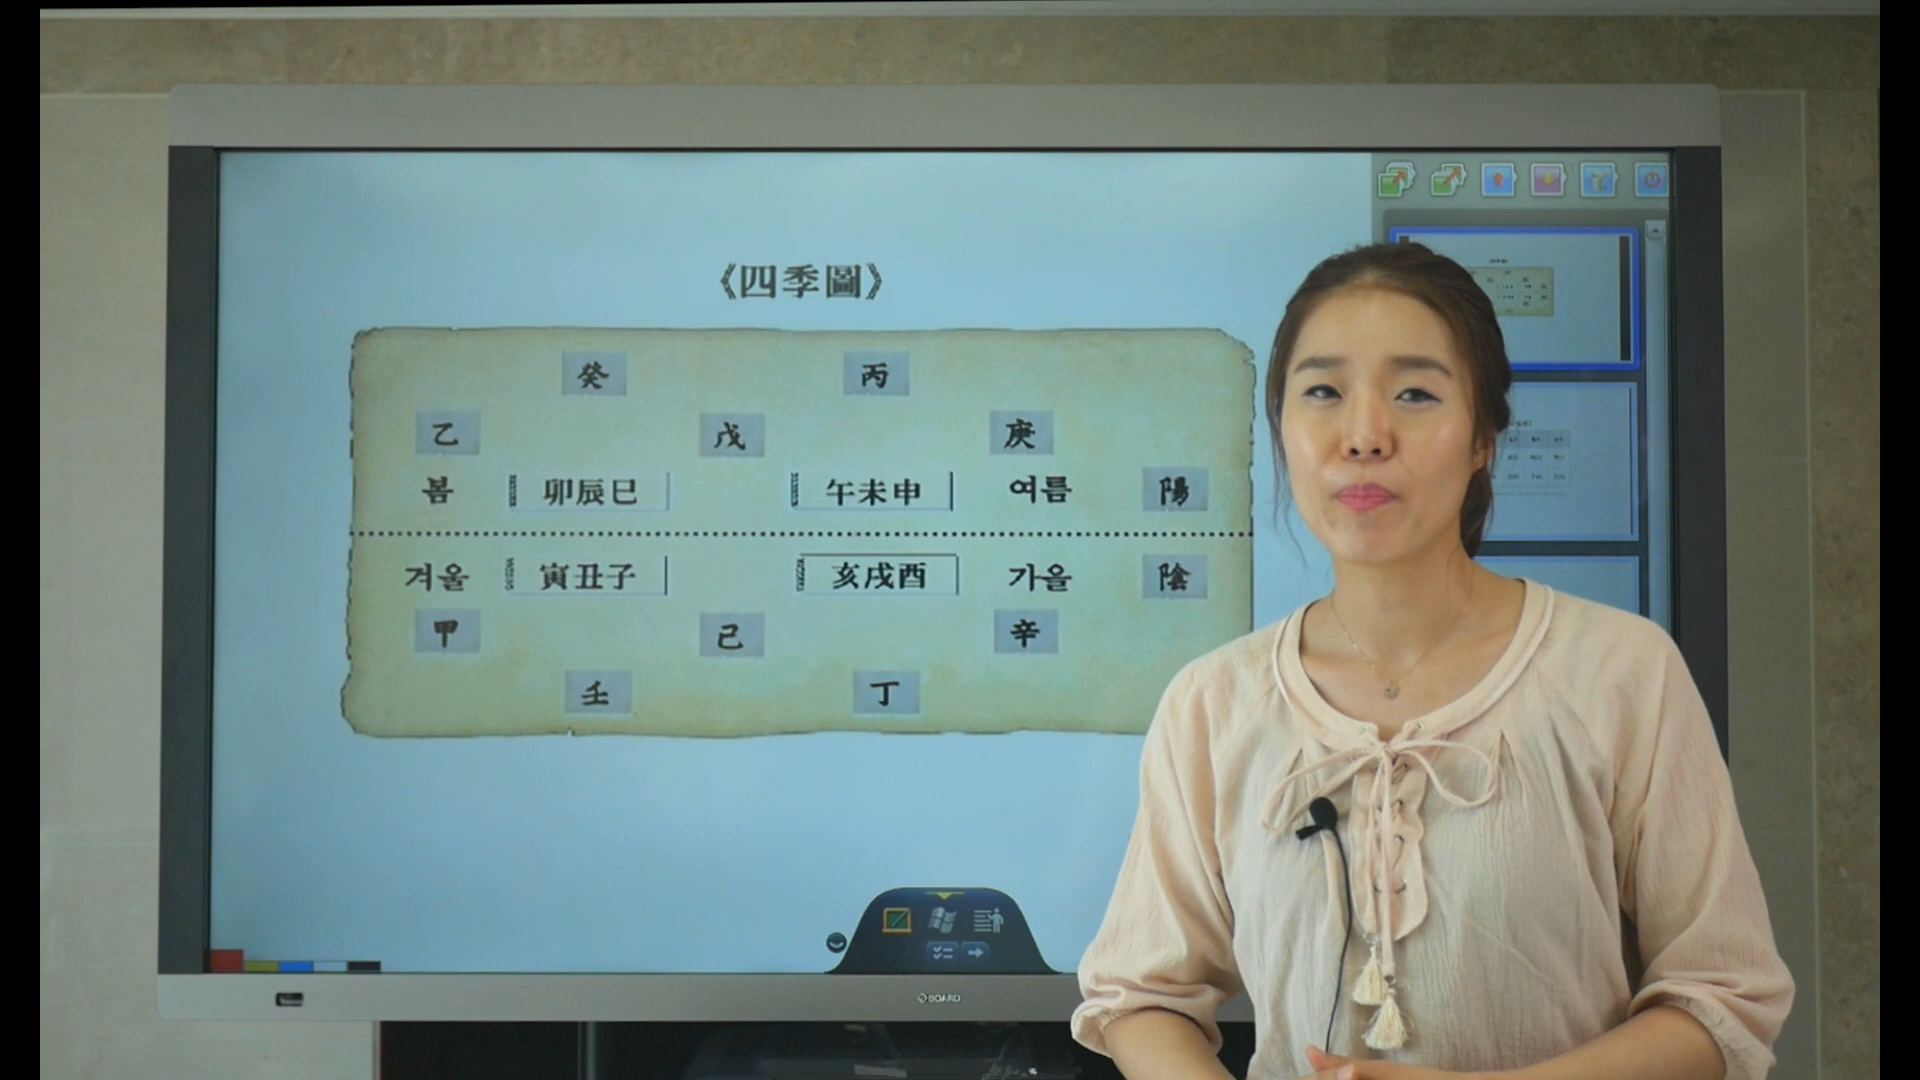 《四季圖》
癸 丙
乙 戊 庚
봄 卯辰巳 午未申 여름 陽
겨울 寅丑子 亥戌酉 가을 陰
甲 己 辛
壬 丁
BOARD